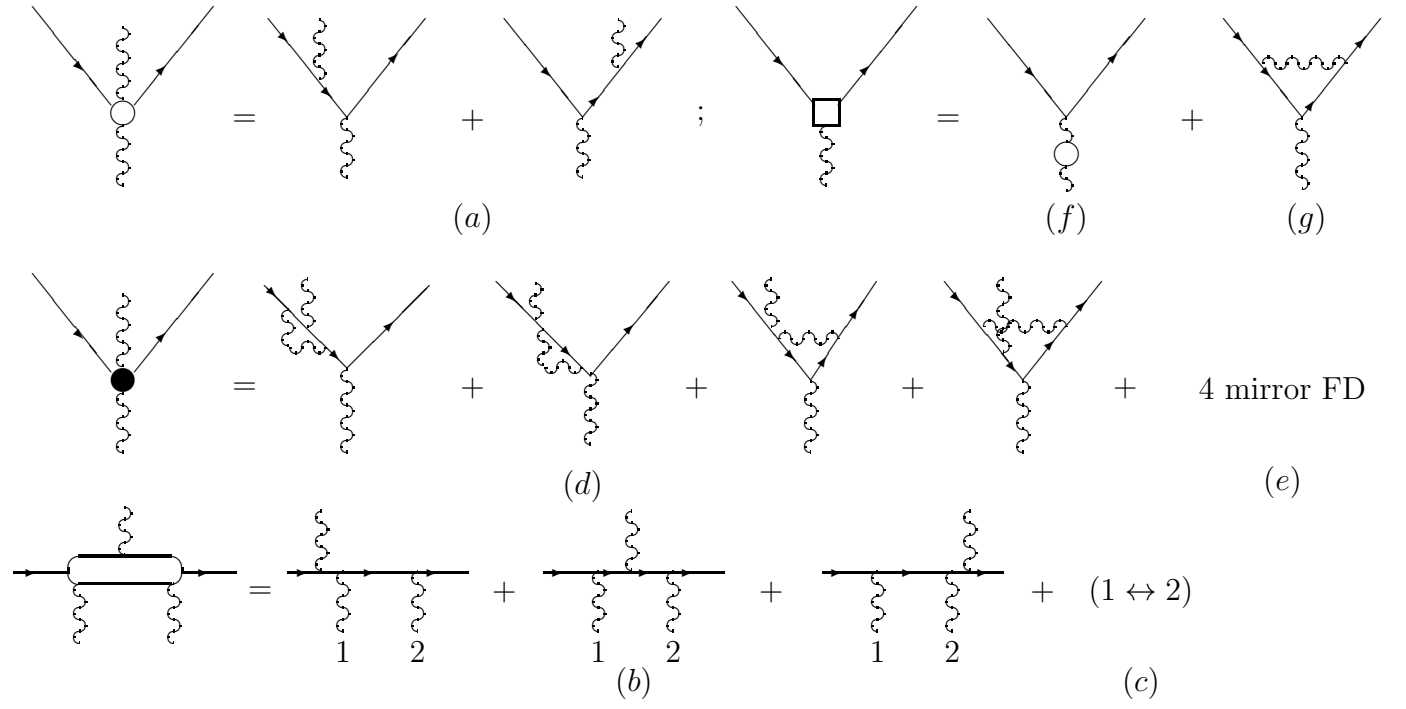 = + ; = +
(a) (f) (g)
= + + + + 4 mirror FD
(d) (e)
= + + + (1 ↔ 2)
1 2 1 2 1 2
(b) (c)